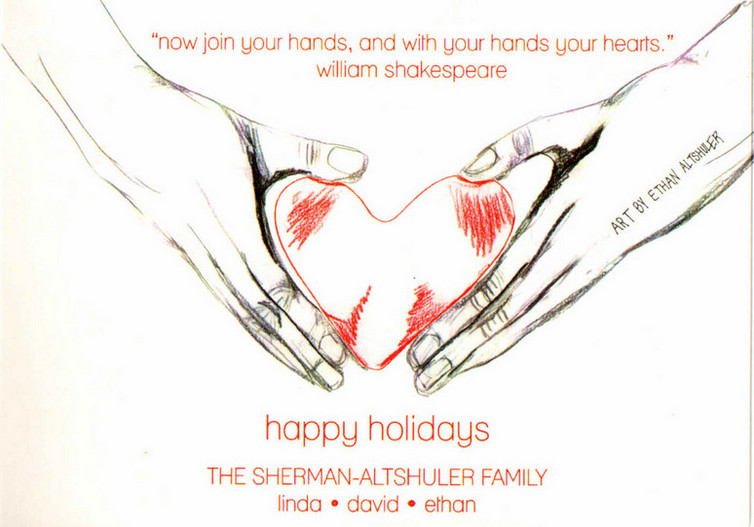 “now join your hands, and with your hands your hearts.”
william shakespeare
ART BY ETHAN ALTSHULER
happy holidays
THE SHERMAN-ALTSHULER FAMILY
linda • david • ethan